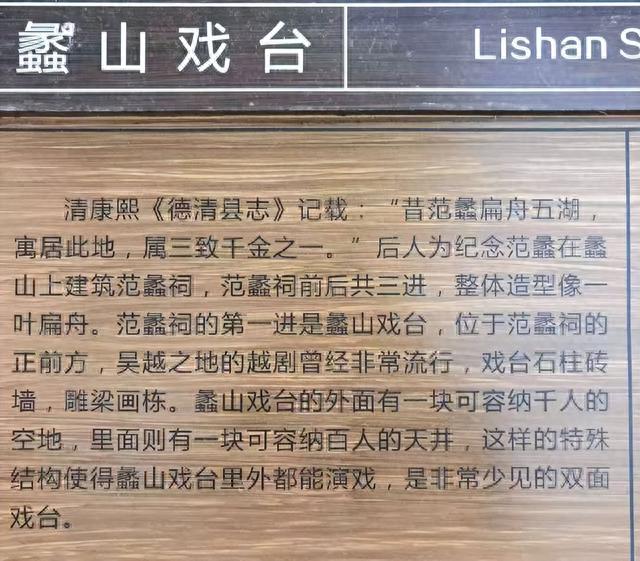 蠡山戏台
Lishan S
清康熙《德清县志》记载：“昔范蠡扁舟五湖，
寓居此地，属三致千金之一。”后人为纪念范蠡在蠡
山上建筑范蠡祠，范蠡祠前后共三进，整体造型像一
叶扁舟。范蠡祠的第一进是蠡山戏台，位于范蠡祠的
正前方，吴越之地的越剧曾经非常流行，戏台石柱砖
墙，雕梁画栋。蠡山戏台的外面有一块可容纳千人的
空地，里面则有一块可容纳百人的天井，这样的特殊
结构使得蠡山戏台里外都能演戏，是非常少见的双面
戏台。